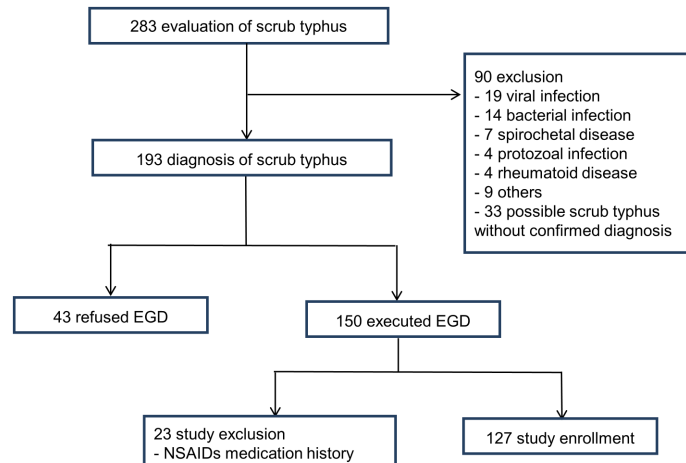 283 evaluation of scrub typhus
90 exclusion
- 19 viral infection
- 14 bacterial infection
- 7 spirochetal disease
- 4 protozoal infection
- 4 rheumatoid disease
- 9 others
- 33 possible scrub typhus
without confirmed diagnosis
193 diagnosis of scrub typhus
43 refused EGD
150 executed EGD
23 study exclusion
- NSAIDs medication history
127 study enrollment